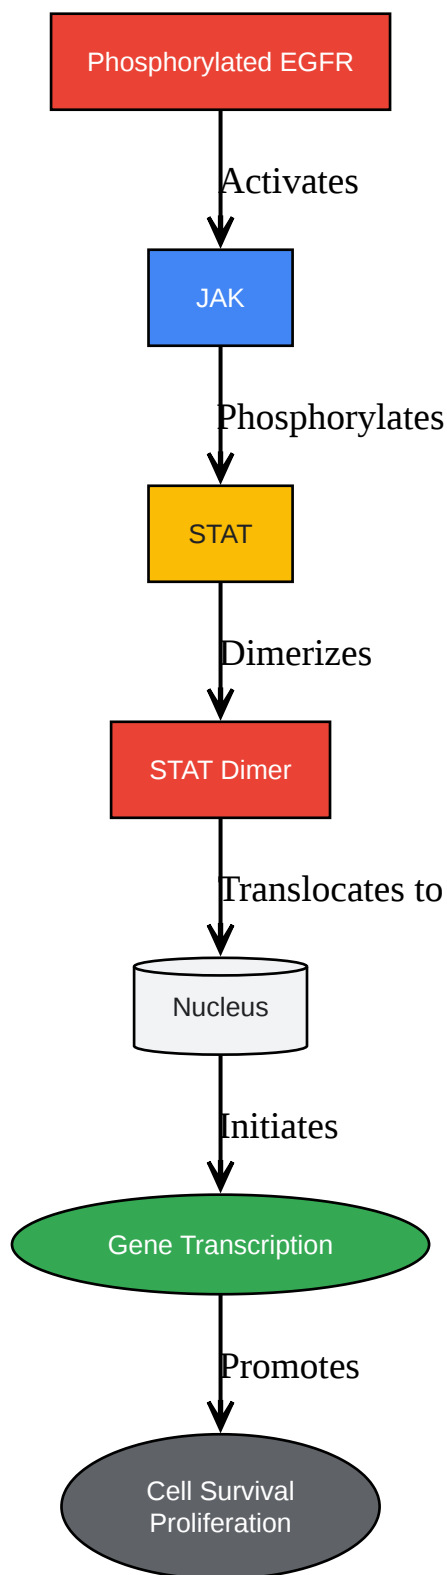 Phosphorylated EGFR
Activates
JAK
Phosphorylates
STAT
Dimerizes
STAT Dimer
Translocates to
Nucleus
Initiates
Gene Transcription
Promotes
Cell Survival
Proliferation